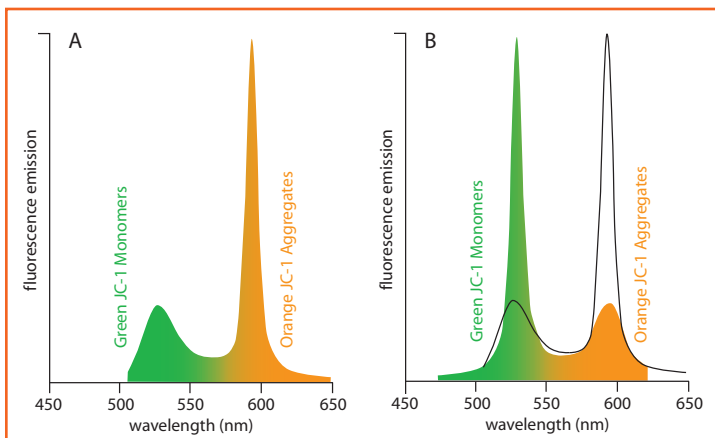 A
fluorescence emission
Green JC-1 Monomers
Orange JC-1 Aggregates
450 500 550 600 650
wavelength (nm)
B
fluorescence emission
Green JC-1 Monomers
Orange JC-1 Aggregates
450 500 550 600 650
wavelength (nm)